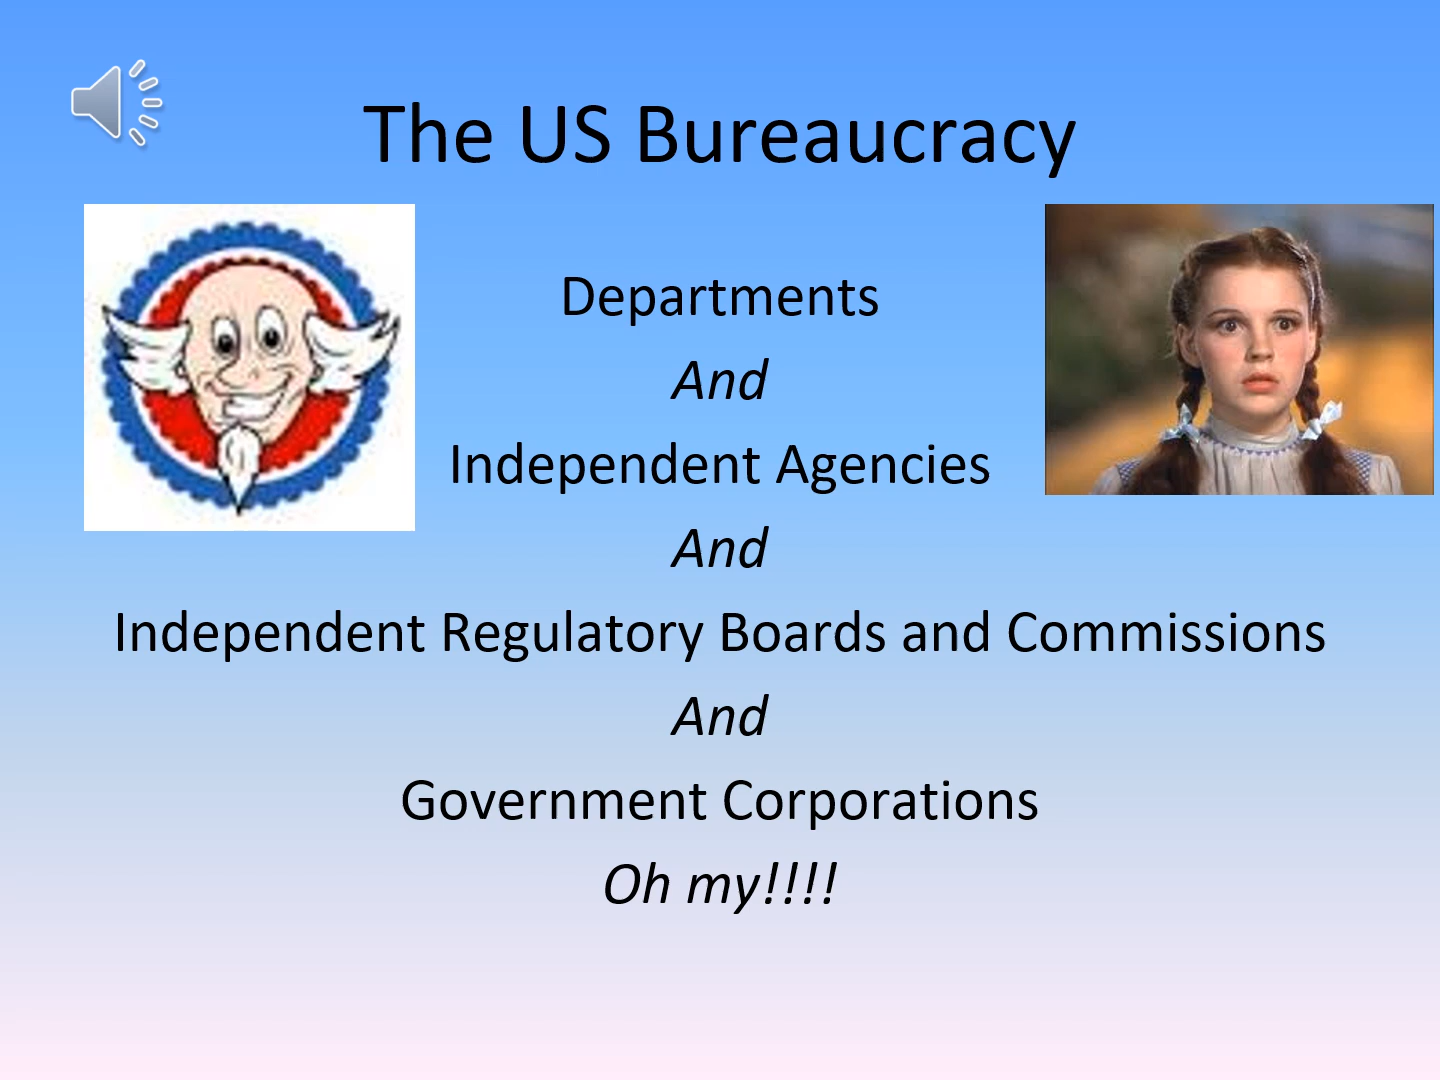 The US Bureaucracy
Departments
And
Independent Agencies
And
Independent Regulatory Boards and Commissions
And
Government Corporations
Oh my!!!!